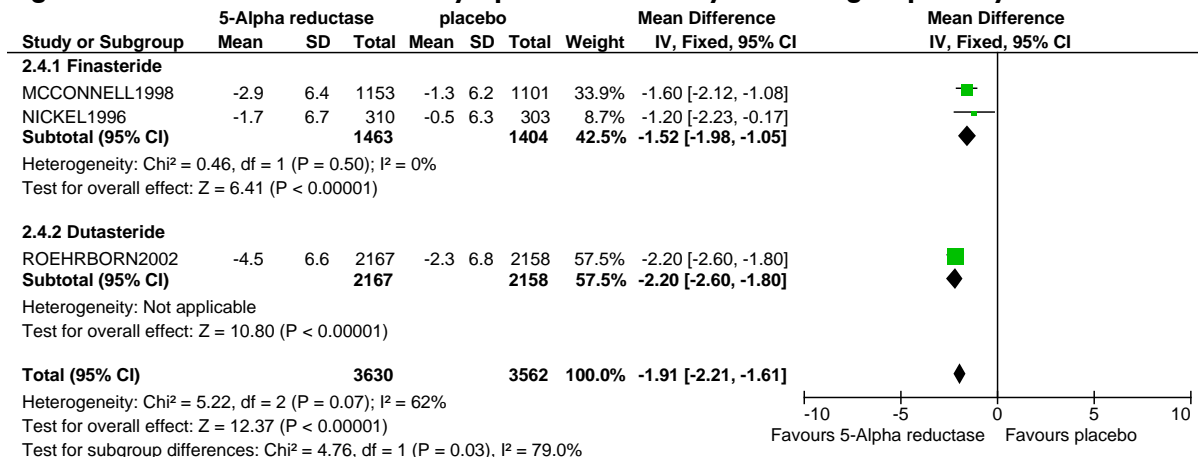 5-Alpha reductase placebo Mean Difference Mean Difference
Study or Subgroup Mean SD Total Mean SD Total Weight IV, Fixed, 95% CI IV, Fixed, 95% CI
2.4.1 Finasteride
MCCONNELL1998 -2.9 6.4 1153 -1.3 6.2 1101 33.9% -1.60 [-2.12, -1.08]
NICKEL1996 -1.7 6.7 310 -0.5 6.3 303 8.7% -1.20 [-2.23, -0.17]
Subtotal (95% CI) 1463 1404 42.5% -1.52 [-1.98, -1.05]
Heterogeneity: Chi² = 0.46, df = 1 (P = 0.50); I² = 0%
Test for overall effect: Z = 6.41 (P < 0.00001)
2.4.2 Dutasteride
ROEHRBORN2002 -4.5 6.6 2167 -2.3 6.8 2158 57.5% -2.20 [-2.60, -1.80]
Subtotal (95% CI) 2167 2158 57.5% -2.20 [-2.60, -1.80]
Heterogeneity: Not applicable
Test for overall effect: Z = 10.80 (P < 0.00001)
Total (95% CI) 3630 3562 100.0% -1.91 [-2.21, -1.61]
Heterogeneity: Chi² = 5.22, df = 2 (P = 0.07); I² = 62%
Test for overall effect: Z = 12.37 (P < 0.00001)
Test for subgroup differences: Chi² = 4.76, df = 1 (P = 0.03), I² = 79.0%
-10 -5 0 5 10
Favours 5-Alpha reductase Favours placebo